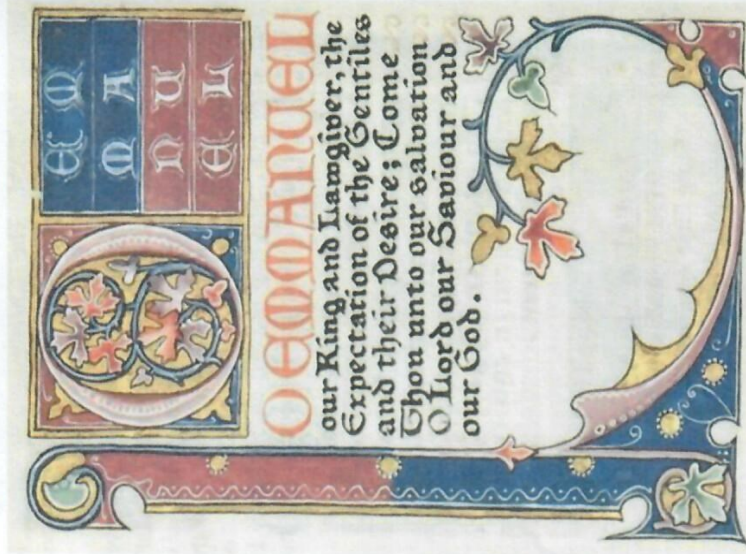 O
EM
MA
NU
EL
O EMMANUEL
our King and Lawgiver, the
Expectation of the Gentiles
and their Desire; Come
Thou unto our salvation
O Lord our Saviour and
our God.